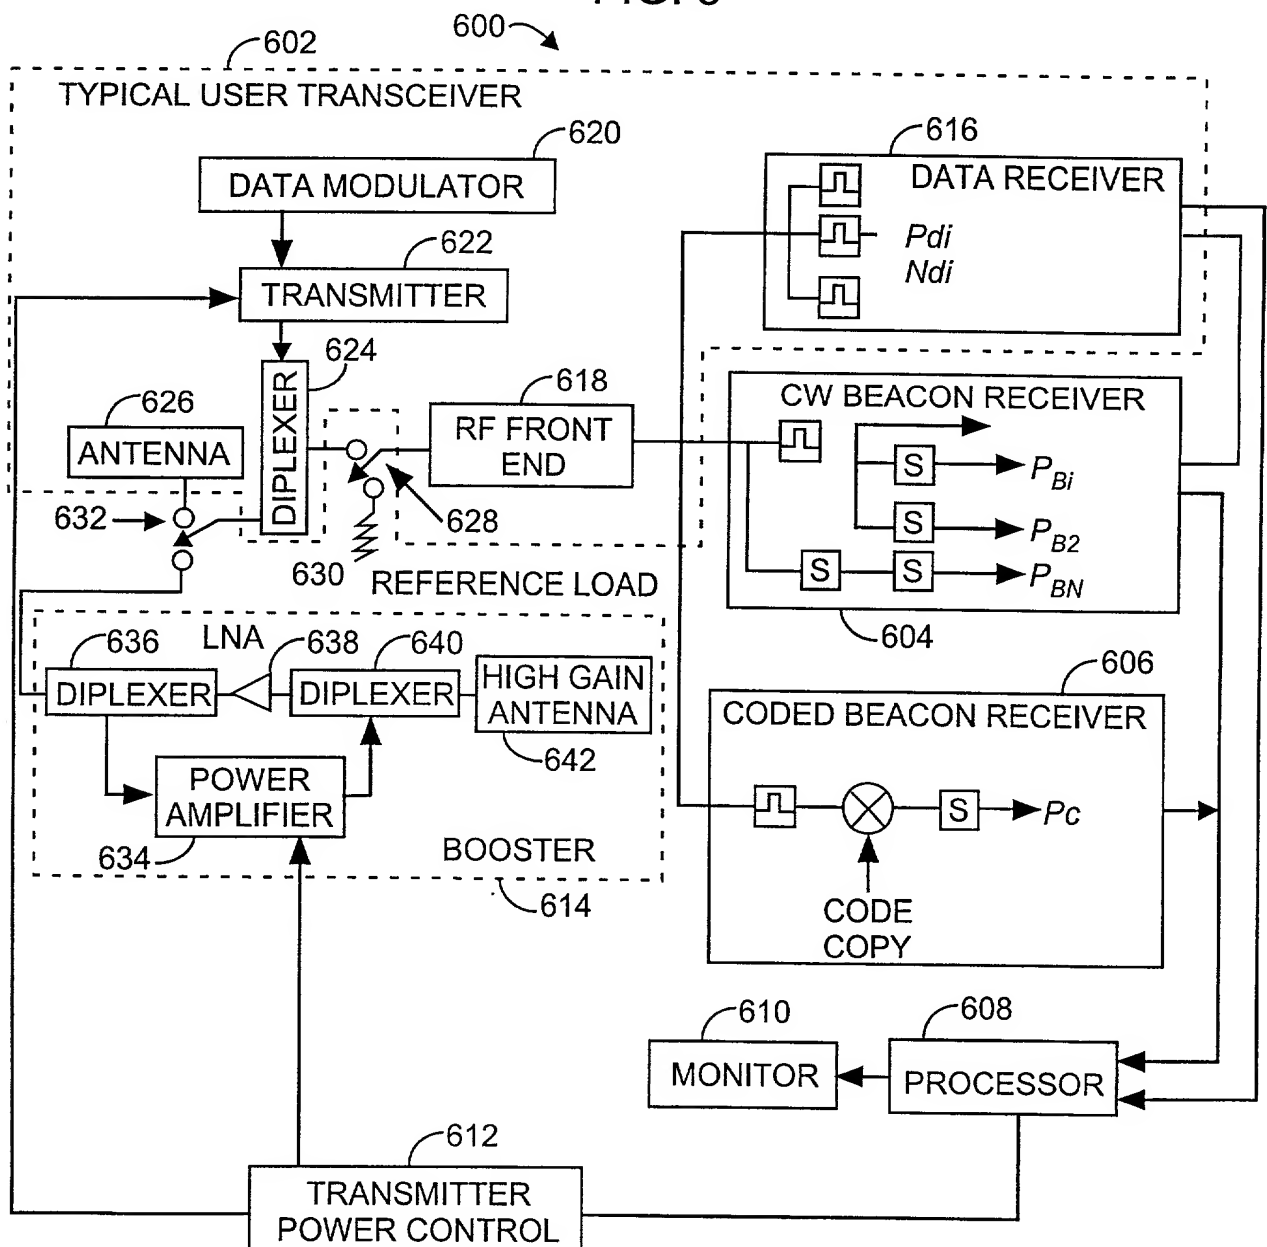 600
602
TYPICAL USER TRANSCEIVER
620
DATA MODULATOR
616
DATA RECEIVER
Pdi
Ndi
622
TRANSMITTER
624
DIPLEXER
618
RF FRONT
END
626
ANTENNA
CW BEACON RECEIVER
S
PBi
S
PB2
S
S
PBN
632
628
630
REFERENCE LOAD
604
636
LNA
638
640
DIPLEXER
DIPLEXER
HIGH GAIN
ANTENNA
642
606
CODED BEACON RECEIVER
POWER
AMPLIFIER
634
S
Pc
BOOSTER
614
CODE
COPY
610
MONITOR
608
PROCESSOR
612
TRANSMITTER
POWER CONTROL